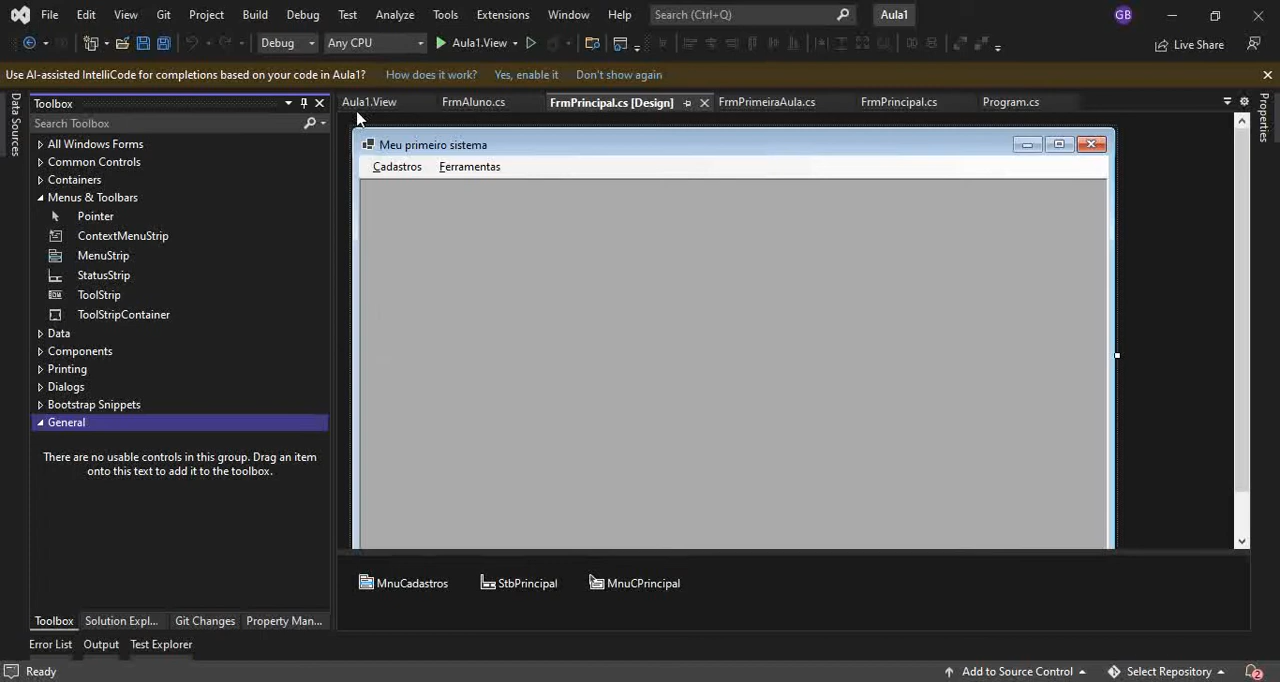 File Edit View Git Project Build Debug Test Analyze Tools Extensions Window Help Search (Ctrl+Q) Aula1 GB
Debug Any CPU Aula1.View Live Share
Use AI-assisted IntelliCode for completions based on your code in Aula1? How does it work? Yes, enable it Don't show again
Data Sources
Toolbox
Search Toolbox
All Windows Forms
Common Controls
Containers
Menus & Toolbars
Pointer
ContextMenuStrip
MenuStrip
StatusStrip
ToolStrip
ToolStripContainer
Data
Components
Printing
Dialogs
Bootstrap Snippets
General
There are no usable controls in this group. Drag an item
onto this text to add it to the toolbox.
Toolbox Solution Expl... Git Changes Property Man...
Aula1.View FrmAluno.cs FrmPrincipal.cs [Design] FrmPrimeiraAula.cs FrmPrincipal.cs Program.cs
Meu primeiro sistema
Cadastros Ferramentas
MnuCadastros StbPrincipal MnuCPrincipal
Properties
Error List Output Test Explorer
Ready Add to Source Control Select Repository 2